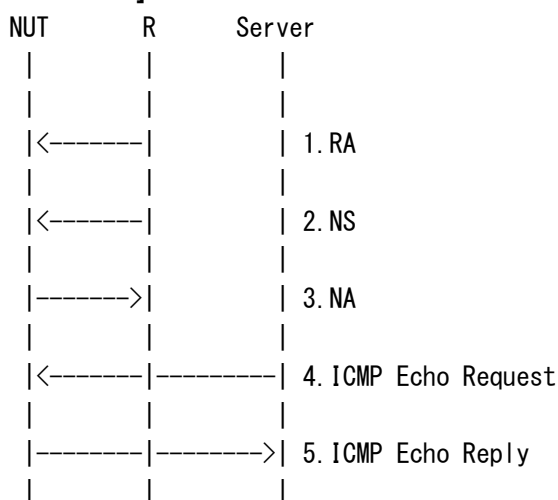 NUT R Server
| | |
| | |
|<-------| | 1.RA
| | |
|<-------| | 2.NS
| | |
|------->| | 3.NA
| | |
|<-------|---------| 4.ICMP Echo Request
| | |
|--------|-------->| 5.ICMP Echo Reply
| | |